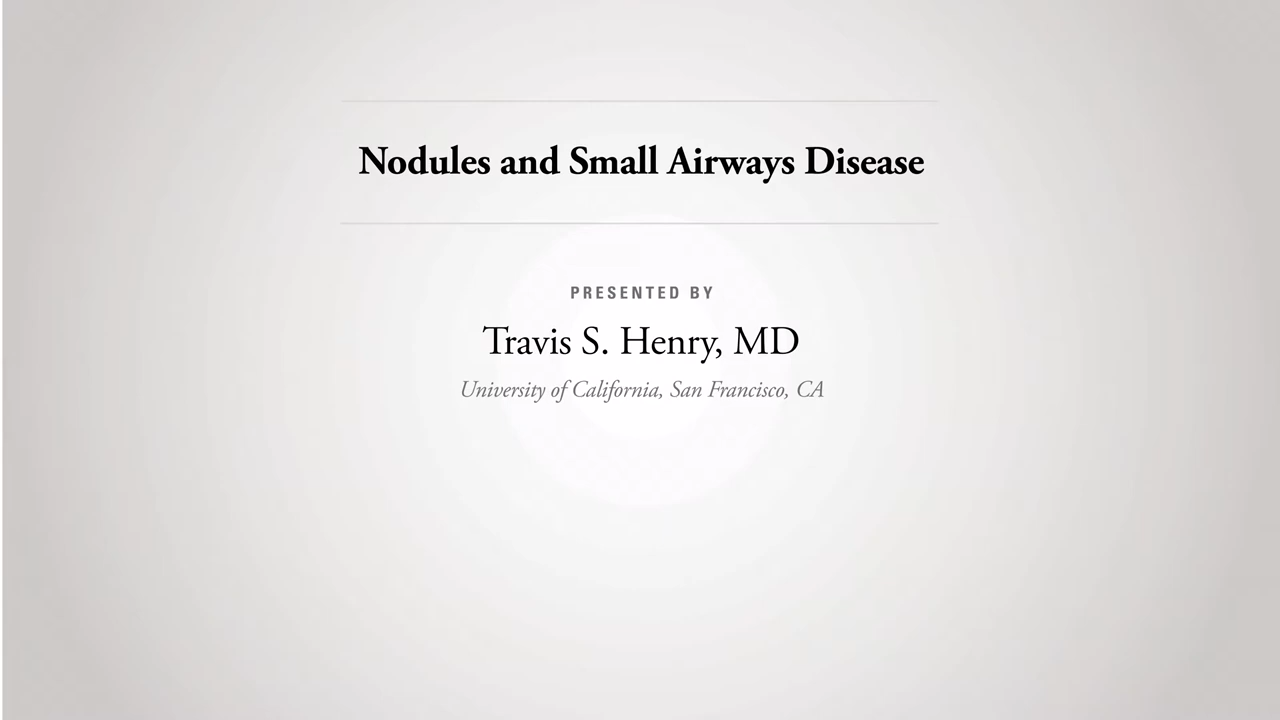 Nodules and Small Airways Disease
PRESENTED BY
Travis S. Henry, MD
University of California, San Francisco, CA